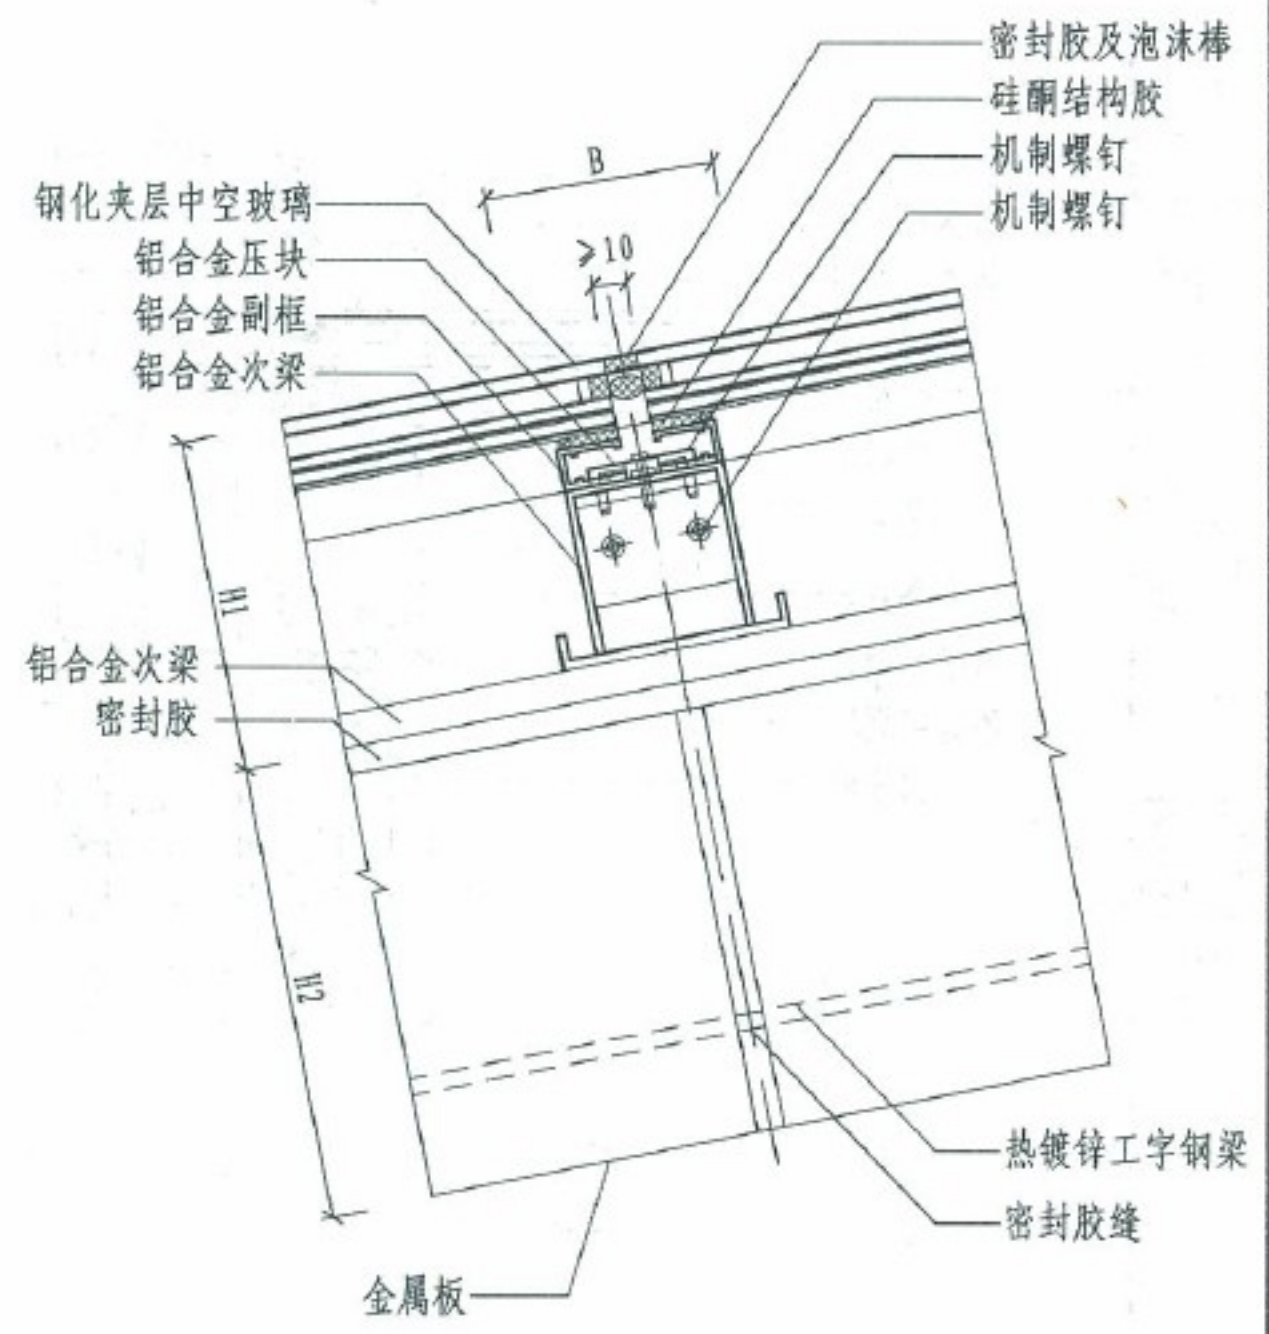 密封胶及泡沫棒
硅酮结构胶
机制螺钉
机制螺钉
B
≥10
钢化夹层中空玻璃
铝合金压块
铝合金副框
铝合金次梁
H1
铝合金次梁
密封胶
H2
热镀锌工字钢梁
密封胶缝
金属板